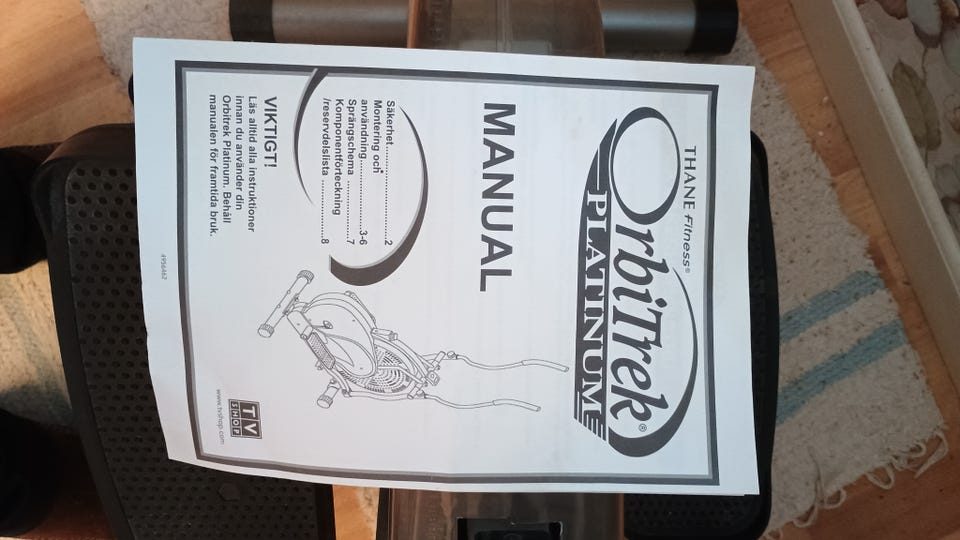 THANE Fitness®
OrbiTrek®
PLATINUM
MANUAL
Säkerhet....................................2
Montering och
användning.......................3-6
Sprängschema ....................7
Komponentförteckning
/reservdelslista ....................8
VIKTIGT!
Läs alltid alla instruktioner
innan du använder din
Orbitrek Platinum. Behåll
manualen för framtida bruk.
TV
SHOP
www.tvshop.com
4956462